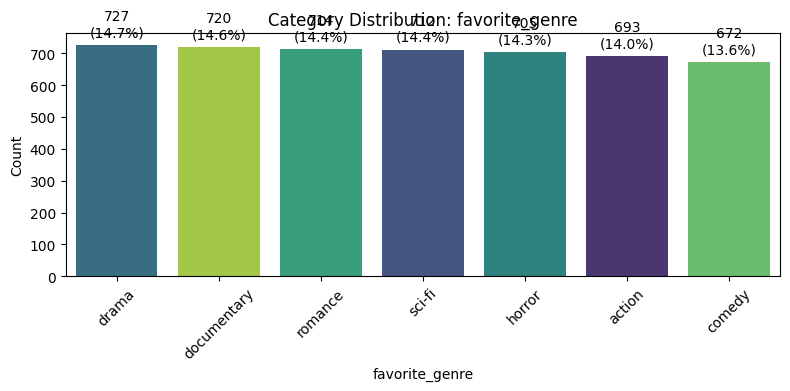 Category Distribution: favorite_genre
727
(14.7%)
720
(14.6%)
714
(14.4%)
712
(14.4%)
705
(14.3%)
693
(14.0%)
672
(13.6%)
Count
700
600
500
400
300
200
100
0
drama
documentary
romance
sci-fi
horror
action
comedy
favorite_genre